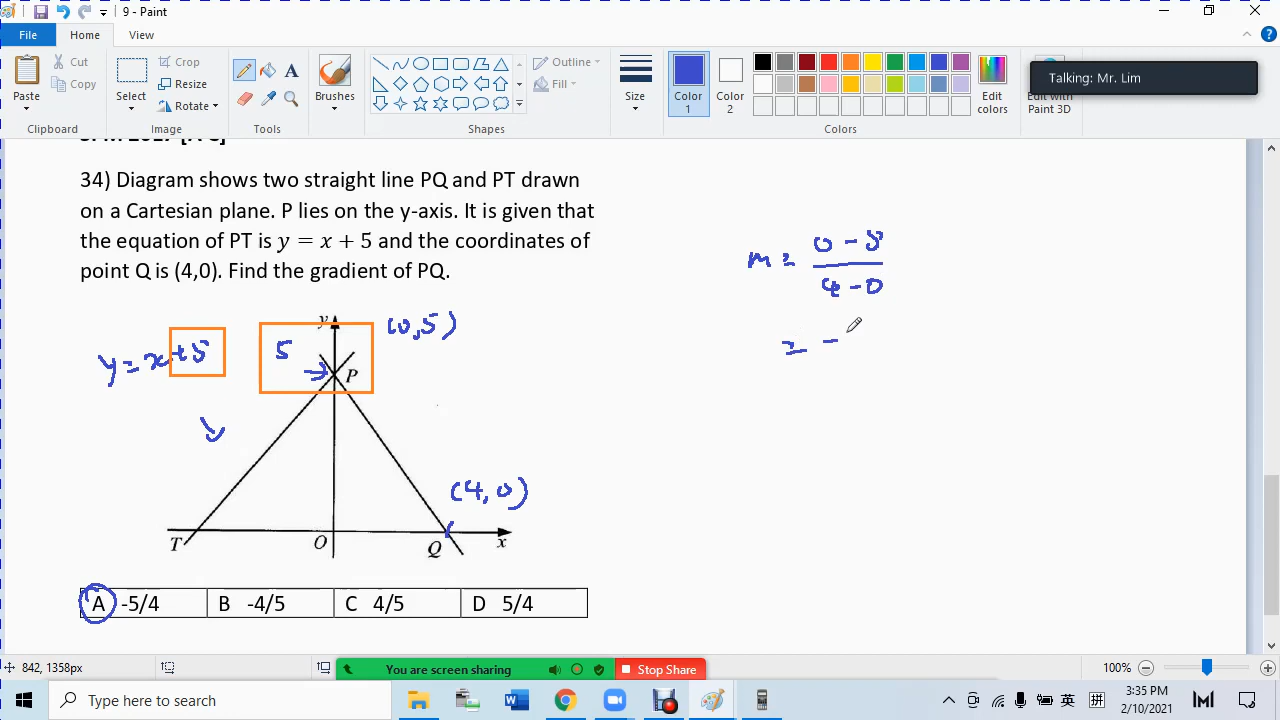 9 - Paint
File Home View
Paste
Cut
Copy
Clipboard
Select
Crop
Resize
Rotate
Image
Tools
Brushes
Shapes
Outline
Fill
Size
Color 1
Color 2
Edit colors
Edit with Paint 3D
Colors
Talking: Mr. Lim
34) Diagram shows two straight line PQ and PT drawn
on a Cartesian plane. P lies on the y-axis. It is given that
the equation of PT is y = x + 5 and the coordinates of
point Q is (4,0). Find the gradient of PQ.
m = 0 - 5
4 - 0
= -
y
(0,5)
y=x+5
5
P
(4,0)
T
O
Q
x
A -5/4 B -4/5 C 4/5 D 5/4
842, 1358px
You are screen sharing
Stop Share
100%
Type here to search
英
拼
3:35 PM
2/10/2021